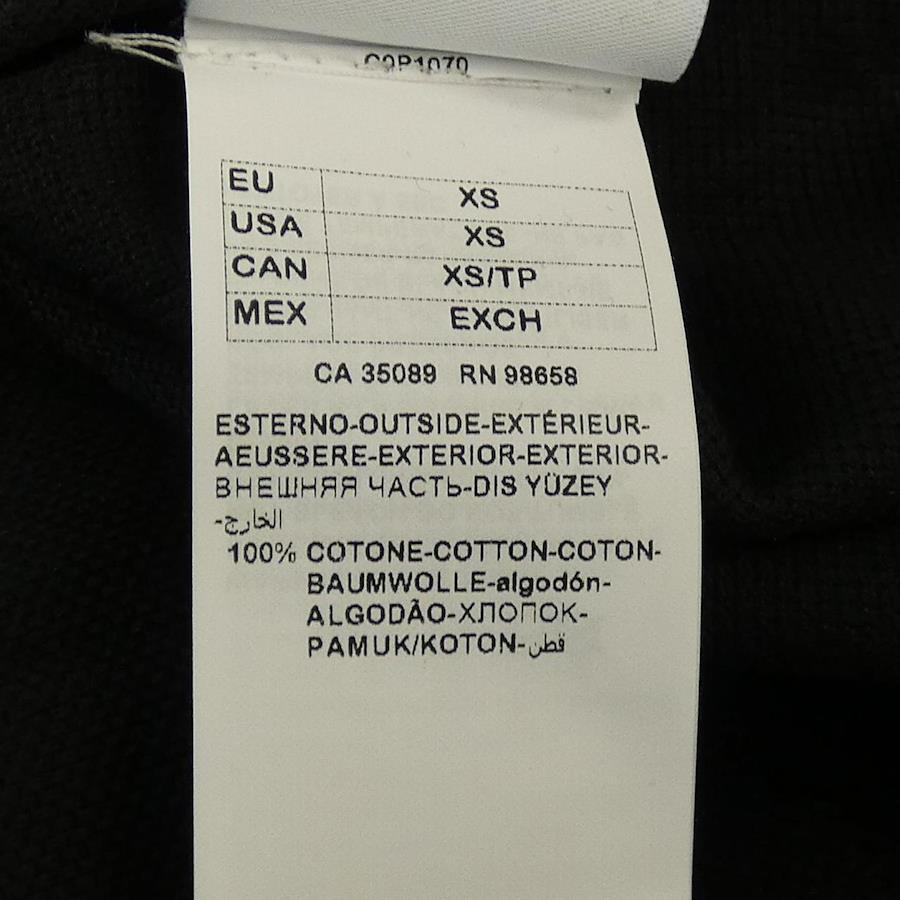 COP1070
EU XS
USA XS
CAN XS/TP
MEX EXCH
CA 35089 RN 98658
ESTERNO-OUTSIDE-EXTÉRIEUR-
AEUSSERE-EXTERIOR-EXTERIOR-
ВНЕШНЯЯ ЧАСТЬ-DIS YÜZEY
-الخارج
100% COTONE-COTTON-COTON-
BAUMWOLLE-algodón-
ALGODÃO-ХЛОПОК-
PAMUK/KOTON-قطن